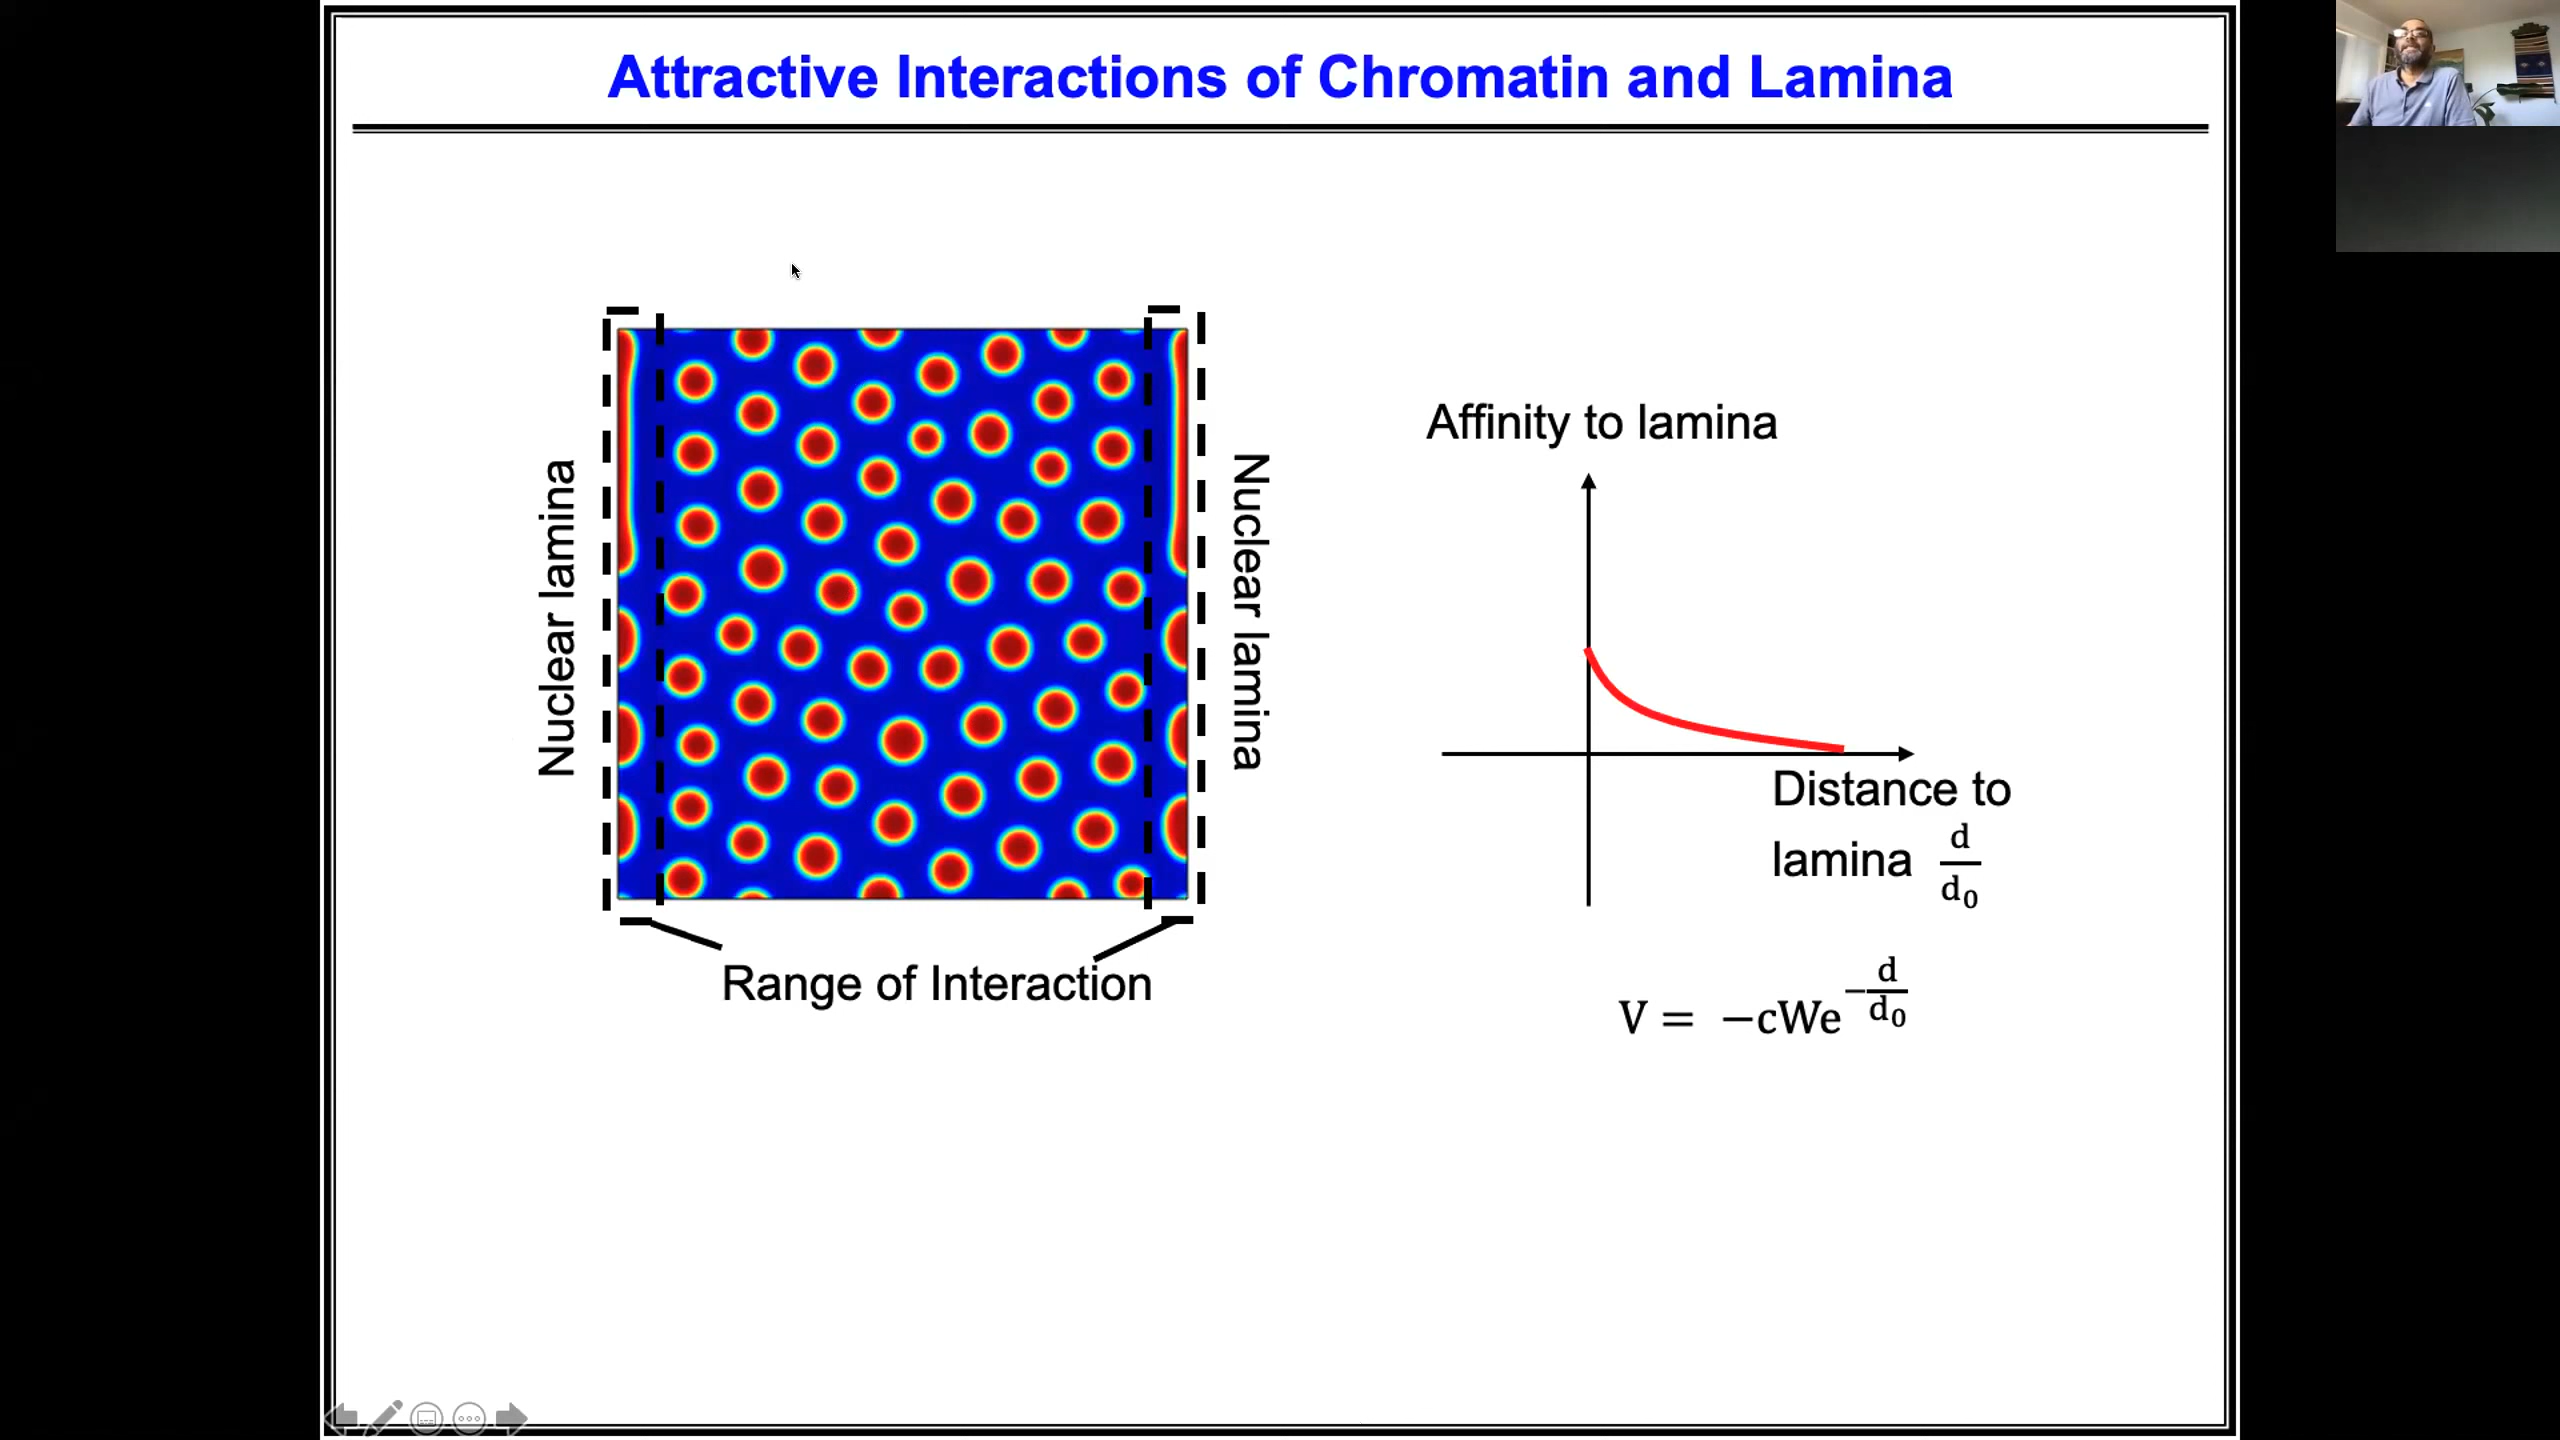 Attractive Interactions of Chromatin and Lamina
Nuclear lamina
Nuclear lamina
Range of Interaction
Affinity to lamina
Distance to
lamina d/d₀
V = −cWe^(−d/d₀)